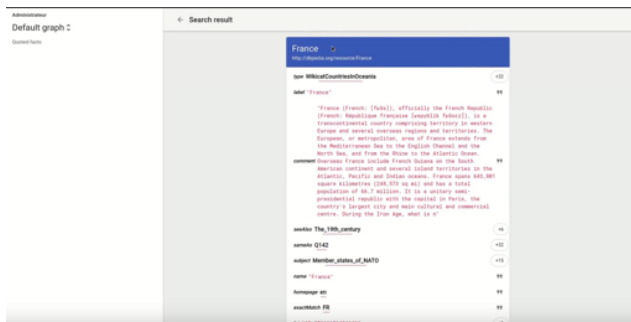 Administrateur
Default graph
Quoted facts
← Search result
France
http://dbpedia.org/resource/France
type WikicatCountriesInOceania +32
label "France"
"France (French: [fʁɑ̃s]), officially the French Republic
(French: République française [ʁepyblik fʁɑ̃sɛz]), is a
transcontinental country comprising territory in western
Europe and several overseas regions and territories. The
European, or metropolitan, area of France extends from
the Mediterranean Sea to the English Channel and the
North Sea, and from the Rhine to the Atlantic Ocean.
comment Overseas France include French Guiana on the South
American continent and several island territories in the
Atlantic, Pacific and Indian oceans. France spans 643,801
square kilometres (248,573 sq mi) and has a total
population of 66.7 million. It is a unitary semi-
presidential republic with the capital in Paris, the
country's largest city and main cultural and commercial
centre. During the Iron Age, what is n"
seeAlso The_19th_century +6
sameAs Q142 +32
subject Member_states_of_NATO +15
name "France"
homepage en
exactMatch FR